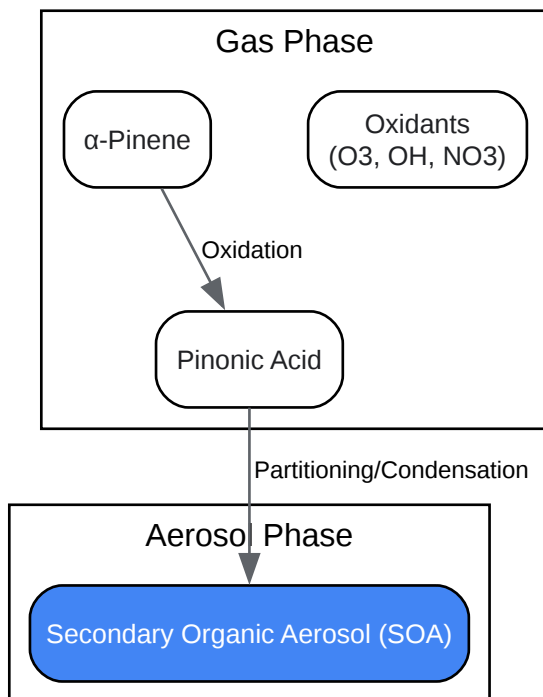 Gas Phase
α-Pinene
Oxidants
(O3, OH, NO3)
Oxidation
Pinonic Acid
Partitioning/Condensation
Aerosol Phase
Secondary Organic Aerosol (SOA)